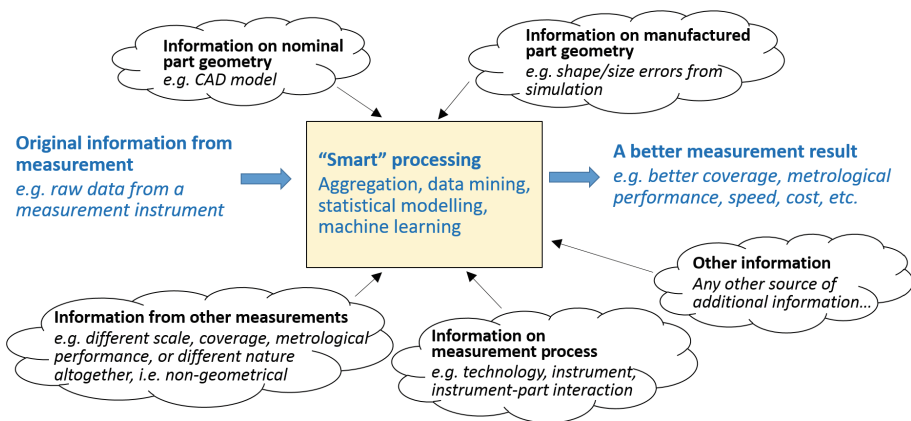 Information on nominal
part geometry
e.g. CAD model
Information on manufactured
part geometry
e.g. shape/size errors from
simulation
Original information from
measurement
e.g. raw data from a
measurement instrument
“Smart” processing
Aggregation, data mining,
statistical modelling,
machine learning
A better measurement result
e.g. better coverage, metrological
performance, speed, cost, etc.
Other information
Any other source of
additional information…
Information from other measurements
e.g. different scale, coverage, metrological
performance, or different nature
altogether, i.e. non-geometrical
Information on
measurement process
e.g. technology, instrument,
instrument-part interaction